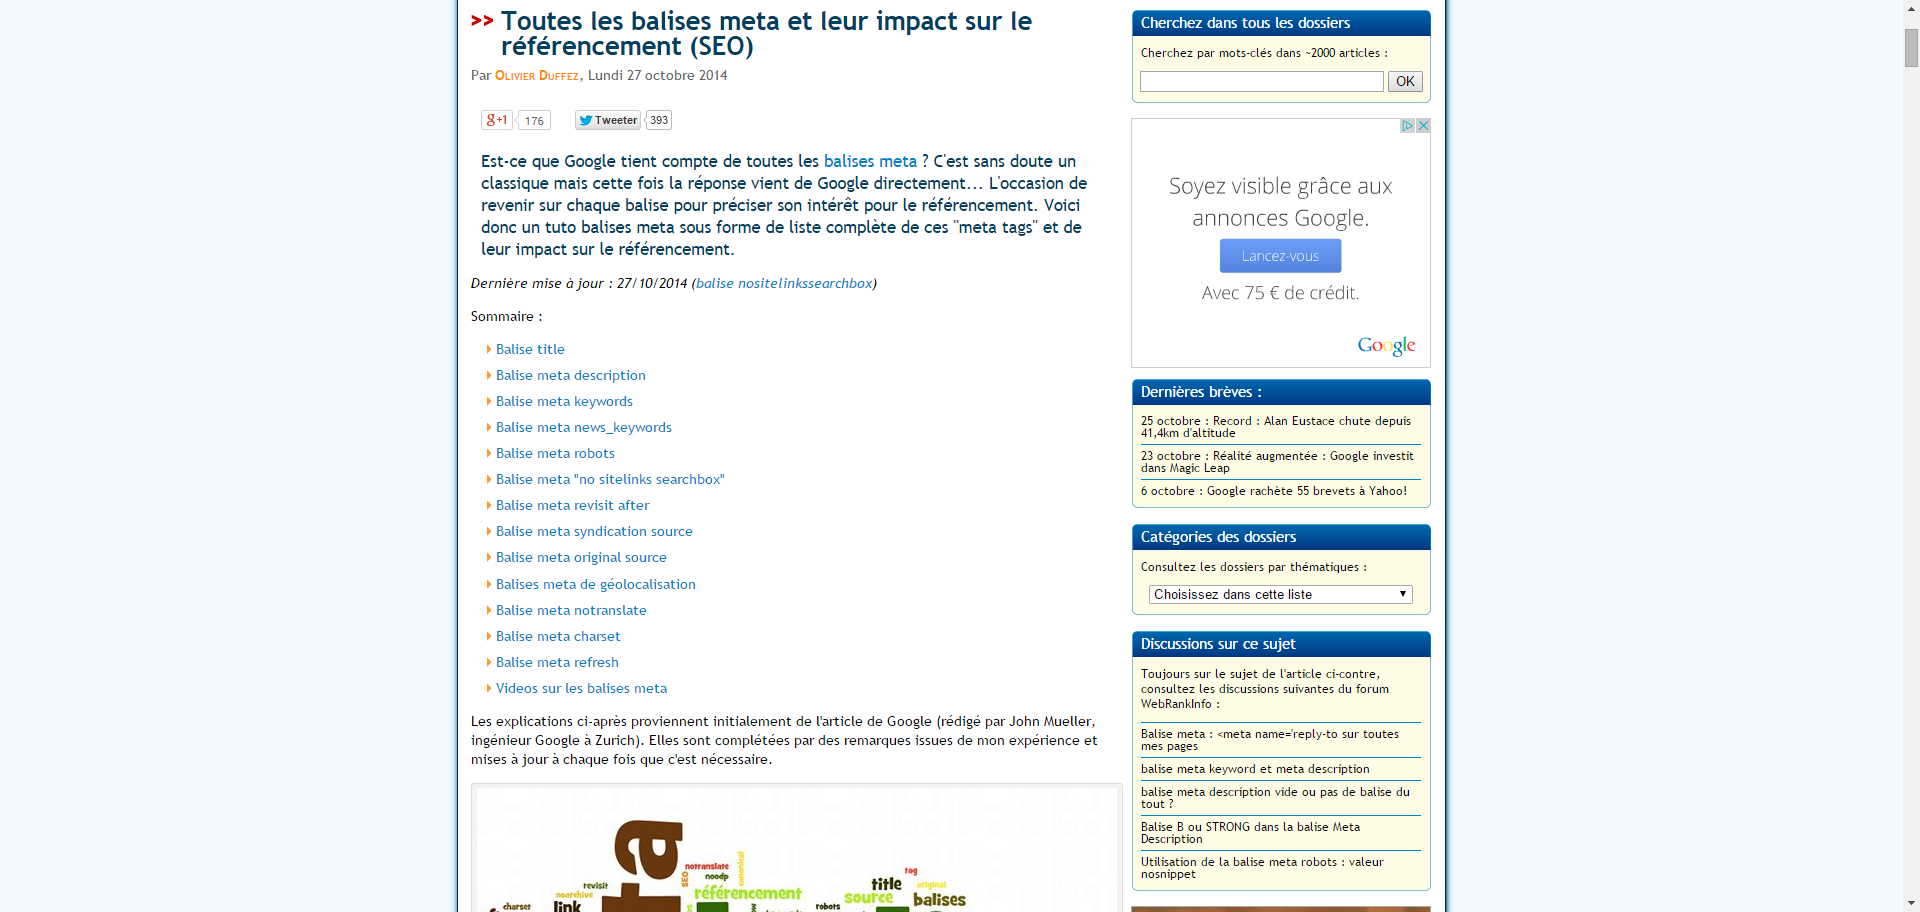 >> Toutes les balises meta et leur impact sur le
référencement (SEO)
Par Olivier Duffez, Lundi 27 octobre 2014
g+1 176 Tweeter 393
Est-ce que Google tient compte de toutes les balises meta ? C'est sans doute un
classique mais cette fois la réponse vient de Google directement... L'occasion de
revenir sur chaque balise pour préciser son intérêt pour le référencement. Voici
donc un tuto balises meta sous forme de liste complète de ces "meta tags" et de
leur impact sur le référencement.
Dernière mise à jour : 27/10/2014 (balise nositelinkssearchbox)
Sommaire :
Balise title
Balise meta description
Balise meta keywords
Balise meta news_keywords
Balise meta robots
Balise meta "no sitelinks searchbox"
Balise meta revisit after
Balise meta syndication source
Balise meta original source
Balises meta de géolocalisation
Balise meta notranslate
Balise meta charset
Balise meta refresh
Videos sur les balises meta
Les explications ci-après proviennent initialement de l'article de Google (rédigé par John Mueller,
ingénieur Google à Zurich). Elles sont complétées par des remarques issues de mon expérience et
mises à jour à chaque fois que c'est nécessaire.
notranslate
SEO
noodp
canonical
revisit
référencement
noarchive
charset
link
ta
robots
source
title
tag
original
balises
Cherchez dans tous les dossiers
Cherchez par mots-clés dans ~2000 articles :
OK
Soyez visible grâce aux
annonces Google.
Lancez-vous
Avec 75 € de crédit.
Google
Dernières brèves :
25 octobre : Record : Alan Eustace chute depuis
41,4km d'altitude
23 octobre : Réalité augmentée : Google investit
dans Magic Leap
6 octobre : Google rachète 55 brevets à Yahoo!
Catégories des dossiers
Consultez les dossiers par thématiques :
Choisissez dans cette liste
Discussions sur ce sujet
Toujours sur le sujet de l'article ci-contre,
consultez les discussions suivantes du forum
WebRankInfo :
Balise meta : <meta name='reply-to sur toutes
mes pages
balise meta keyword et meta description
balise meta description vide ou pas de balise du
tout ?
Balise B ou STRONG dans la balise Meta
Description
Utilisation de la balise meta robots : valeur
nosnippet